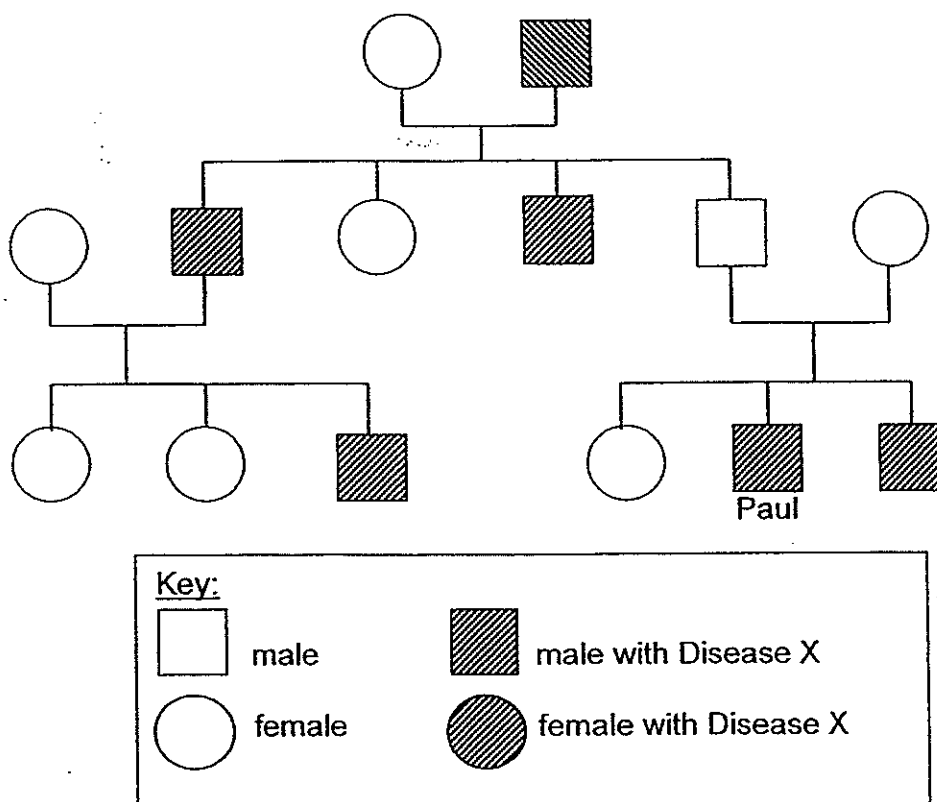 Paul
Key:
male
male with Disease X
female
female with Disease X